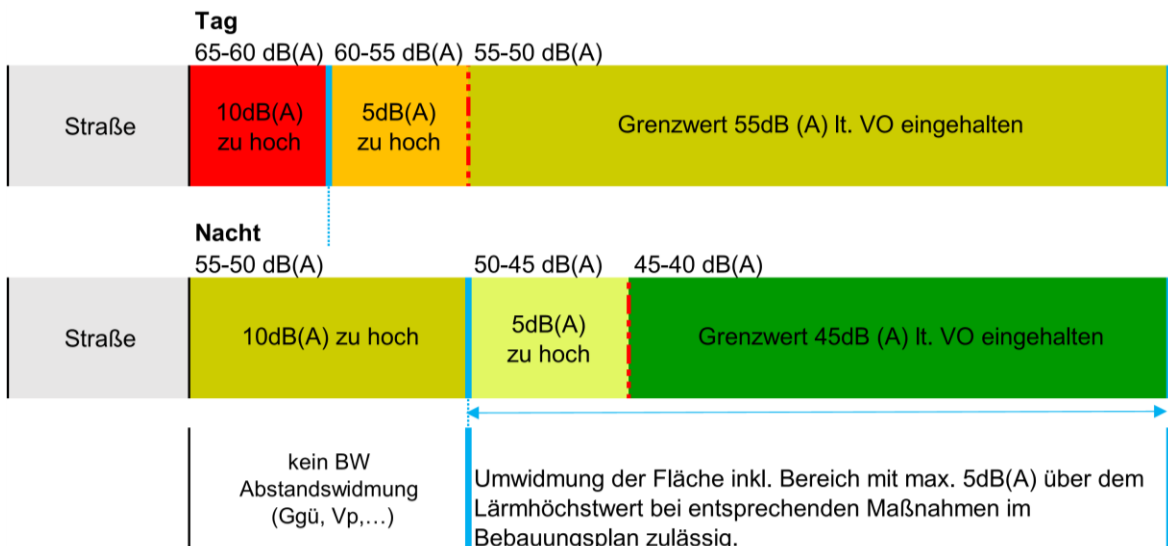 Tag
65-60 dB(A) 60-55 dB(A) 55-50 dB(A)
Straße
10dB(A)
zu hoch
5dB(A)
zu hoch
Grenzwert 55dB (A) lt. VO eingehalten
Nacht
55-50 dB(A) 50-45 dB(A) 45-40 dB(A)
Straße
10dB(A) zu hoch
5dB(A)
zu hoch
Grenzwert 45dB (A) lt. VO eingehalten
kein BW
Abstandswidmung
(Ggü, Vp,…)
Umwidmung der Fläche inkl. Bereich mit max. 5dB(A) über dem
Lärmhöchstwert bei entsprechenden Maßnahmen im
Bebauungsplan zulässig.